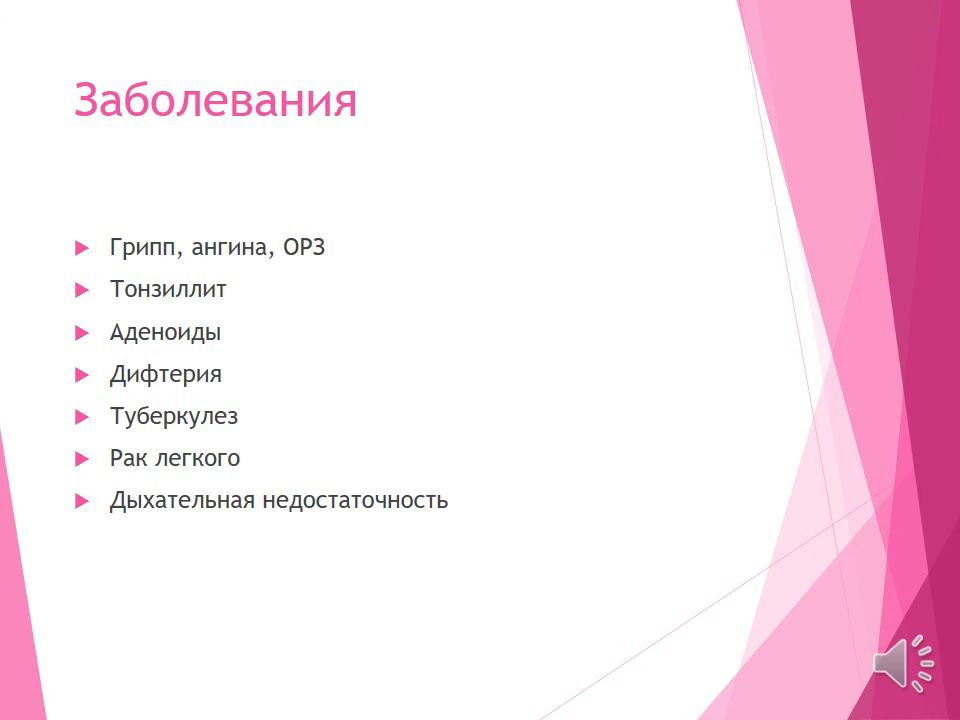 Заболевания
Грипп, ангина, ОРЗ
Тонзиллит
Аденоиды
Дифтерия
Туберкулез
Рак легкого
Дыхательная недостаточность